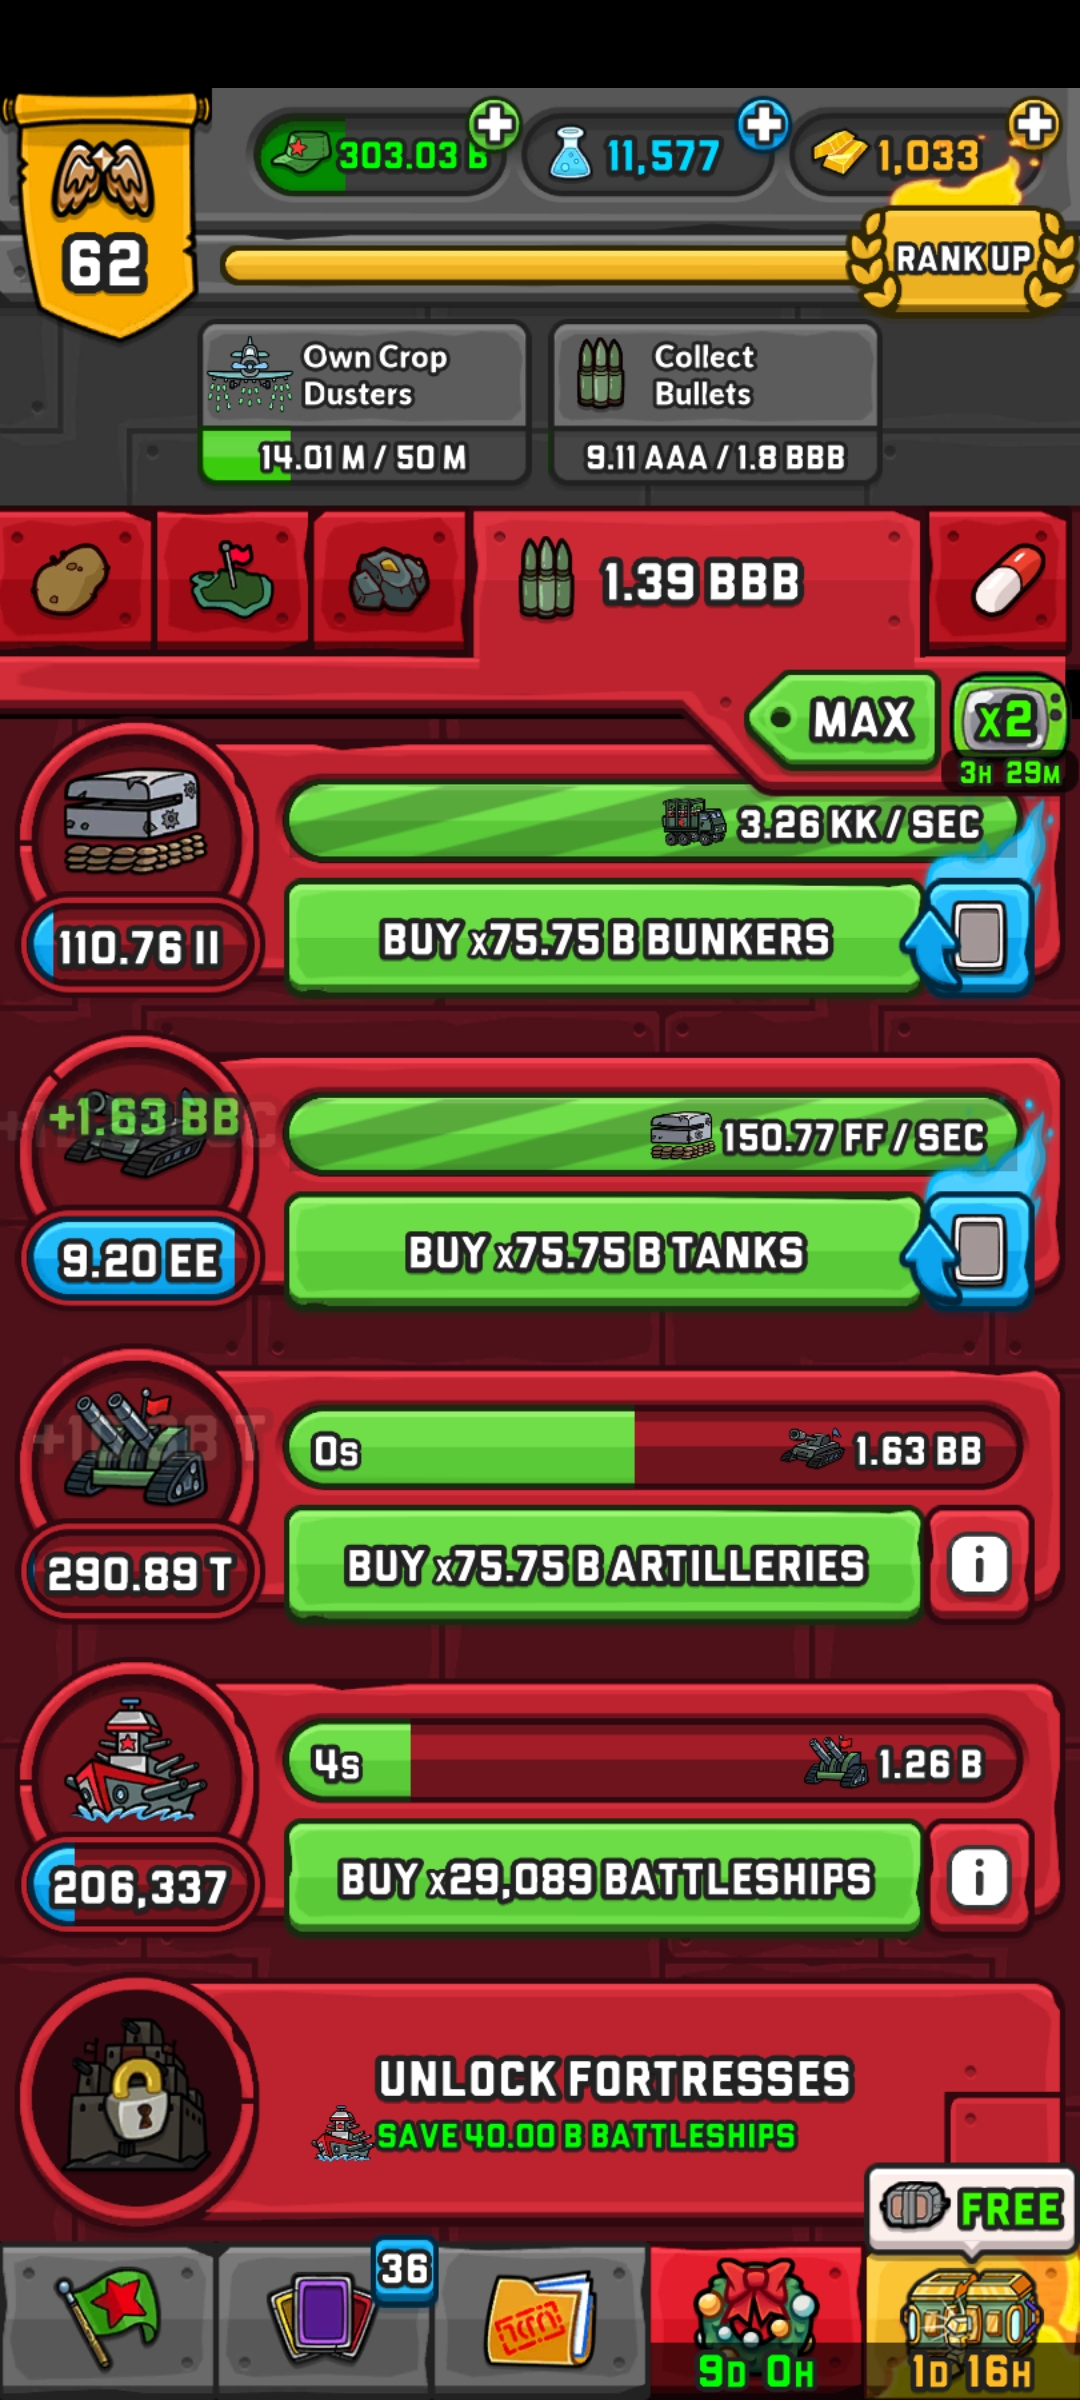 303.03 B
11,577
1,033
62
RANK UP
Own Crop
Dusters
14.01 M / 50 M
Collect
Bullets
9.11 AAA / 1.8 BBB
1.39 BBB
MAX
x2
3H 29M
3.26 KK / SEC
110.76 II
BUY x75.75 B BUNKERS
+1.63 BB
150.77 FF / SEC
9.20 EE
BUY x75.75 B TANKS
0s
1.63 BB
290.89 T
BUY x75.75 B ARTILLERIES
4s
1.26 B
206,337
BUY x29,089 BATTLESHIPS
UNLOCK FORTRESSES
SAVE 40.00 B BATTLESHIPS
FREE
36
9D 0H
1D 16H